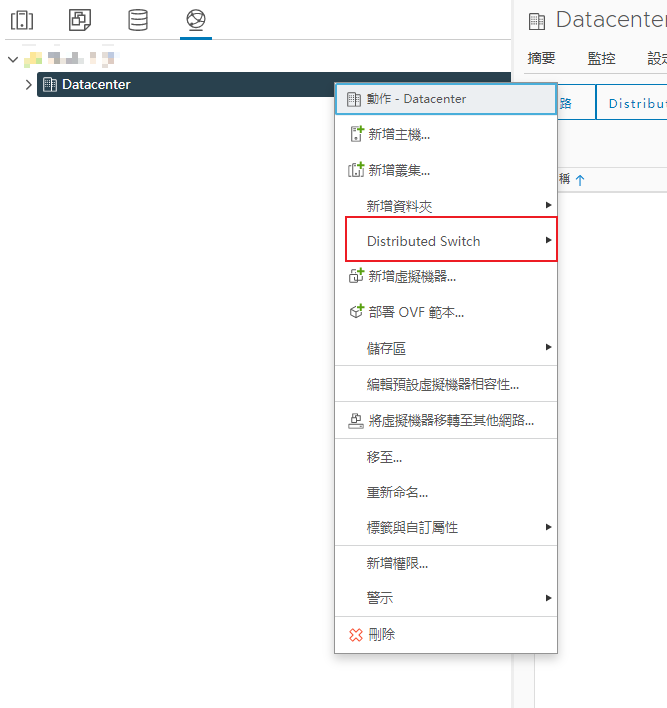 Datacenter
摘要
監控
設定
Datacenter
動作 - Datacenter
路
Distribut
新增主機...
新增叢集...
稱
新增資料夾
Distributed Switch
新增虛擬機器...
部署 OVF 範本...
儲存區
編輯預設虛擬機器相容性...
將虛擬機器移轉至其他網路...
移至...
重新命名...
標籤與自訂屬性
新增權限...
警示
刪除